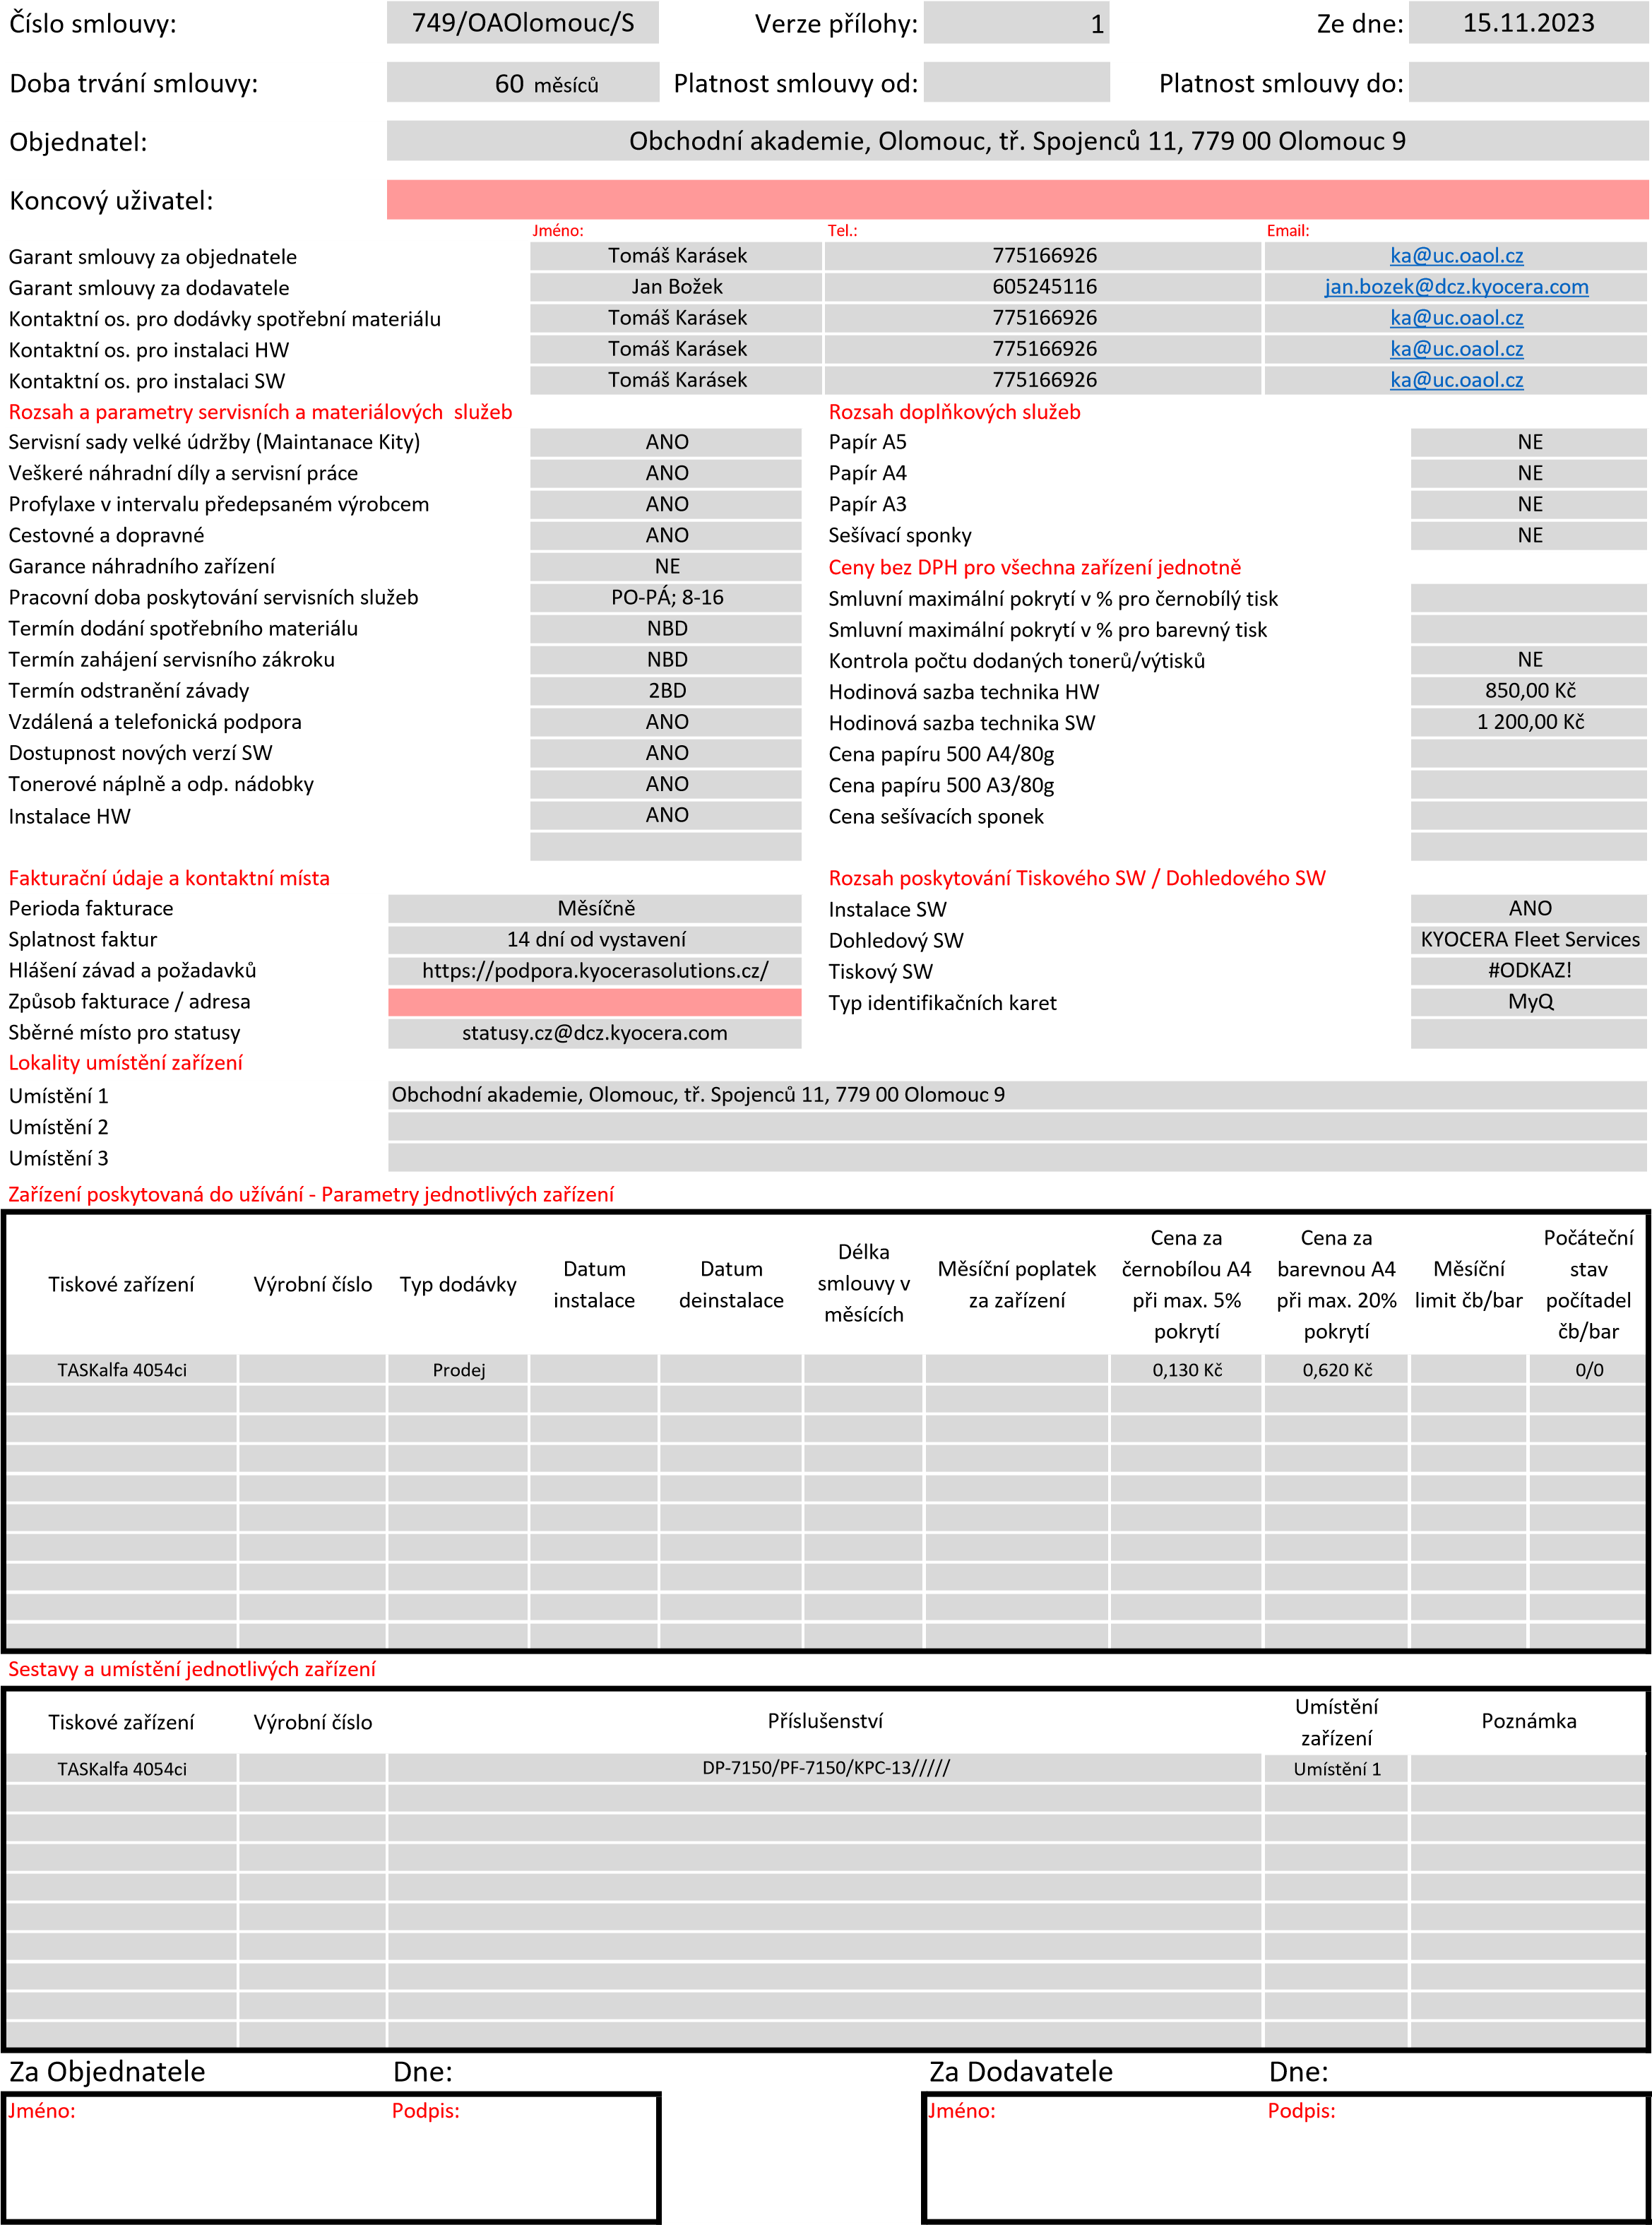 Číslo smlouvy: 749/OAOlomouc/S Verze přílohy: 1 Ze dne: 15.11.2023
Doba trvání smlouvy: 60 měsíců Platnost smlouvy od: Platnost smlouvy do:
Objednatel: Obchodní akademie, Olomouc, tř. Spojenců 11, 779 00 Olomouc 9
Koncový uživatel:
Jméno: Tel.: Email:
Garant smlouvy za objednatele Tomáš Karásek 775166926 ka@uc.oaol.cz
Garant smlouvy za dodavatele Jan Božek 605245116 jan.bozek@dcz.kyocera.com
Kontaktní os. pro dodávky spotřební materiálu Tomáš Karásek 775166926 ka@uc.oaol.cz
Kontaktní os. pro instalaci HW Tomáš Karásek 775166926 ka@uc.oaol.cz
Kontaktní os. pro instalaci SW Tomáš Karásek 775166926 ka@uc.oaol.cz
Rozsah a parametry servisních a materiálových služeb Rozsah doplňkových služeb
Servisní sady velké údržby (Maintanace Kity) ANO Papír A5 NE
Veškeré náhradní díly a servisní práce ANO Papír A4 NE
Profylaxe v intervalu předepsaném výrobcem ANO Papír A3 NE
Cestovné a dopravné ANO Sešívací sponky NE
Garance náhradního zařízení NE Ceny bez DPH pro všechna zařízení jednotně
Pracovní doba poskytování servisních služeb PO-PÁ; 8-16 Smluvní maximální pokrytí v % pro černobílý tisk
Termín dodání spotřebního materiálu NBD Smluvní maximální pokrytí v % pro barevný tisk
Termín zahájení servisního zákroku NBD Kontrola počtu dodaných tonerů/výtisků NE
Termín odstranění závady 2BD Hodinová sazba technika HW 850,00 Kč
Vzdálená a telefonická podpora ANO Hodinová sazba technika SW 1 200,00 Kč
Dostupnost nových verzí SW ANO Cena papíru 500 A4/80g
Tonerové náplně a odp. nádobky ANO Cena papíru 500 A3/80g
Instalace HW ANO Cena sešívacích sponek
Fakturační údaje a kontaktní místa Rozsah poskytování Tiskového SW / Dohledového SW
Perioda fakturace Měsíčně Instalace SW ANO
Splatnost faktur 14 dní od vystavení Dohledový SW KYOCERA Fleet Services
Hlášení závad a požadavků https://podpora.kyocerasolutions.cz/ Tiskový SW #ODKAZ!
Způsob fakturace / adresa Typ identifikačních karet MyQ
Sběrné místo pro statusy statusy.cz@dcz.kyocera.com
Lokality umístění zařízení
Umístění 1 Obchodní akademie, Olomouc, tř. Spojenců 11, 779 00 Olomouc 9
Umístění 2
Umístění 3
Zařízení poskytovaná do užívání - Parametry jednotlivých zařízení
Tiskové zařízení Výrobní číslo Typ dodávky Datum instalace Datum deinstalace Délka smlouvy v měsících Měsíční poplatek za zařízení Cena za černobílou A4 při max. 5% pokrytí Cena za barevnou A4 při max. 20% pokrytí Měsíční limit čb/bar Počáteční stav počítadel čb/bar
TASKalfa 4054ci Prodej 0,130 Kč 0,620 Kč 0/0
Sestavy a umístění jednotlivých zařízení
Tiskové zařízení Výrobní číslo Příslušenství Umístění zařízení Poznámka
TASKalfa 4054ci DP-7150/PF-7150/KPC-13///// Umístění 1
Za Objednatele Dne: Za Dodavatele Dne:
Jméno: Podpis: Jméno: Podpis: